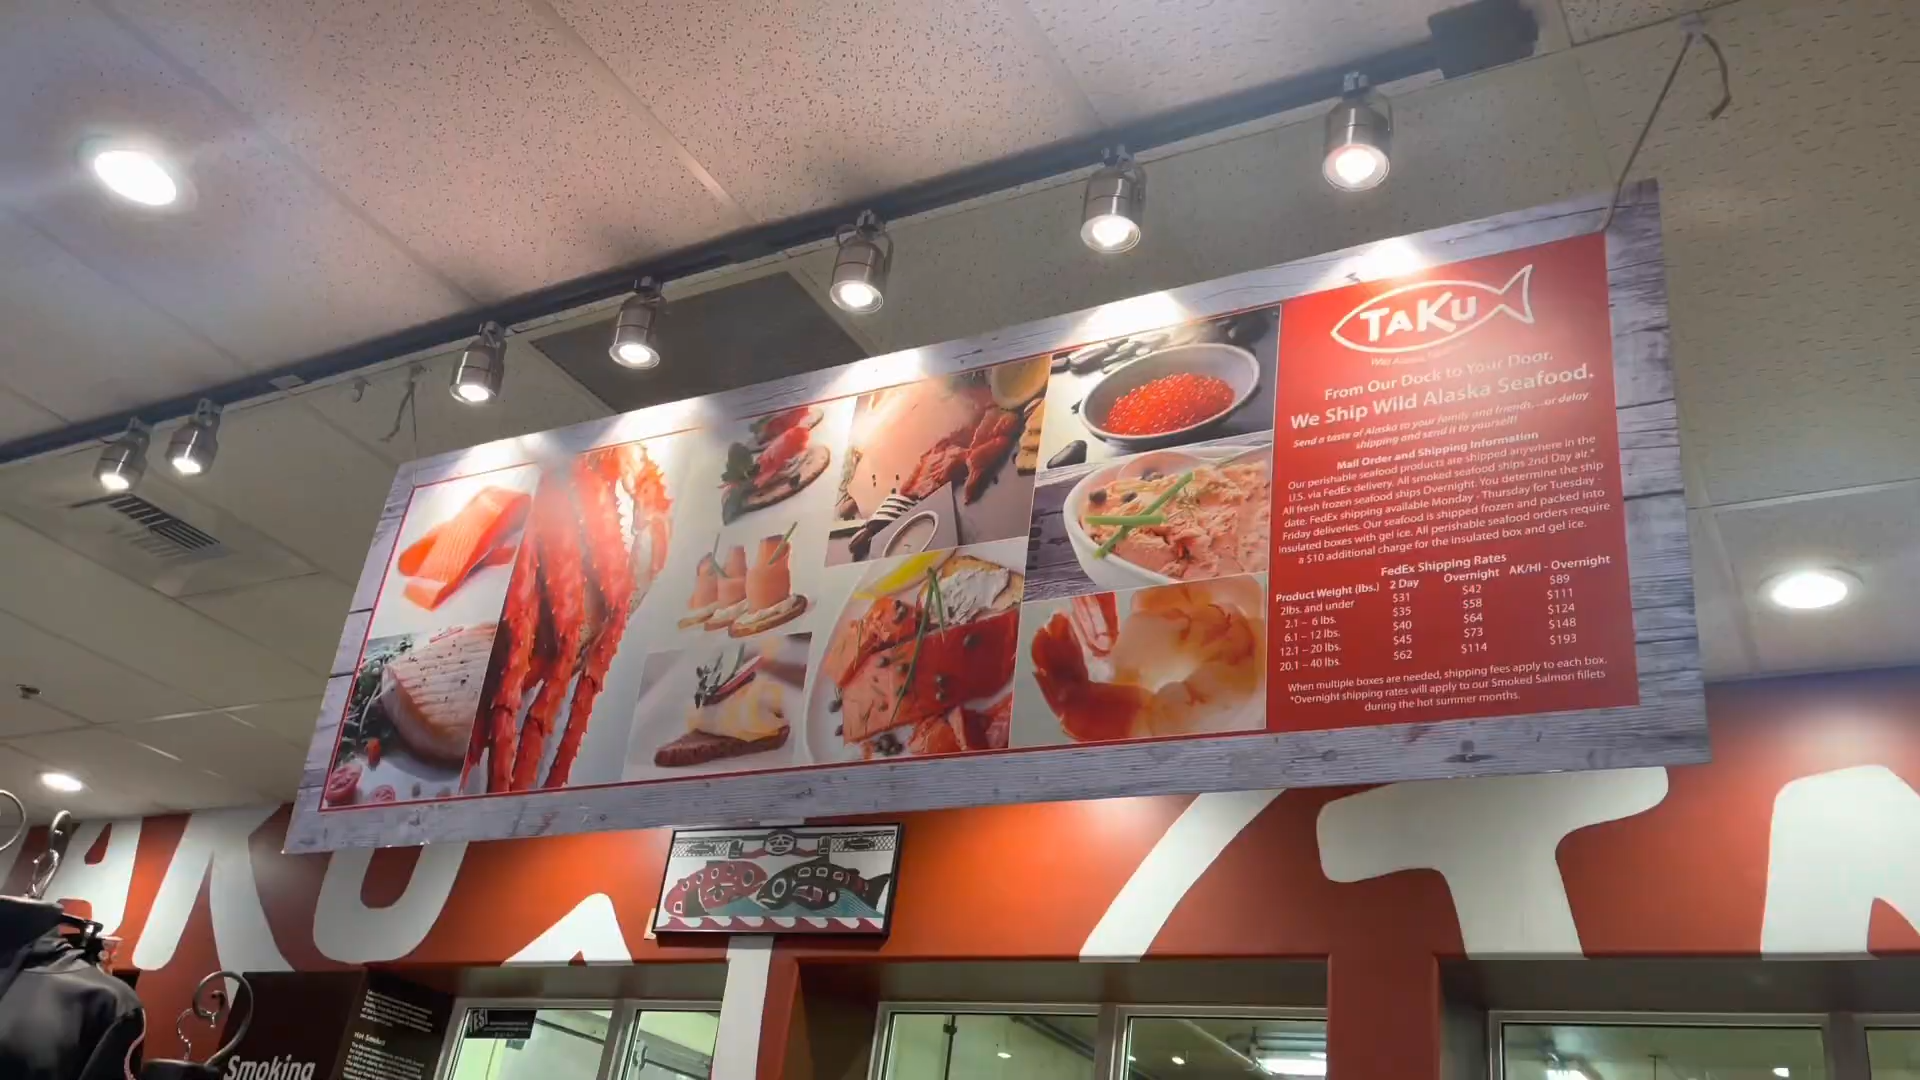 TAKU
Wild Alaska
From Our Dock to Your Door,
We Ship Wild Alaska Seafood.
Send a taste of Alaska to your family and friends....or delay
shipping and send it to yourself!
Mail Order and Shipping Information
Our perishable seafood products are shipped anywhere in the
U.S. via FedEx delivery. All smoked seafood ships 2nd Day air.*
All fresh frozen seafood ships Overnight. You determine the ship
date. FedEx shipping available Monday - Thursday for Tuesday -
Friday deliveries. Our seafood is shipped frozen and packed into
insulated boxes with gel ice. All perishable seafood orders require
a $10 additional charge for the insulated box and gel ice.
FedEx Shipping Rates
Product Weight (lbs.) 2 Day Overnight AK/HI - Overnight
2lbs. and under $31 $42 $89
2.1 – 6 lbs. $35 $58 $111
6.1 – 12 lbs. $40 $64 $124
12.1 – 20 lbs. $45 $73 $148
20.1 – 40 lbs. $62 $114 $193
When multiple boxes are needed, shipping fees apply to each box.
*Overnight shipping rates will apply to our Smoked Salmon fillets
during the hot summer months.
AKU
TA
Hot Smoked
Smoking